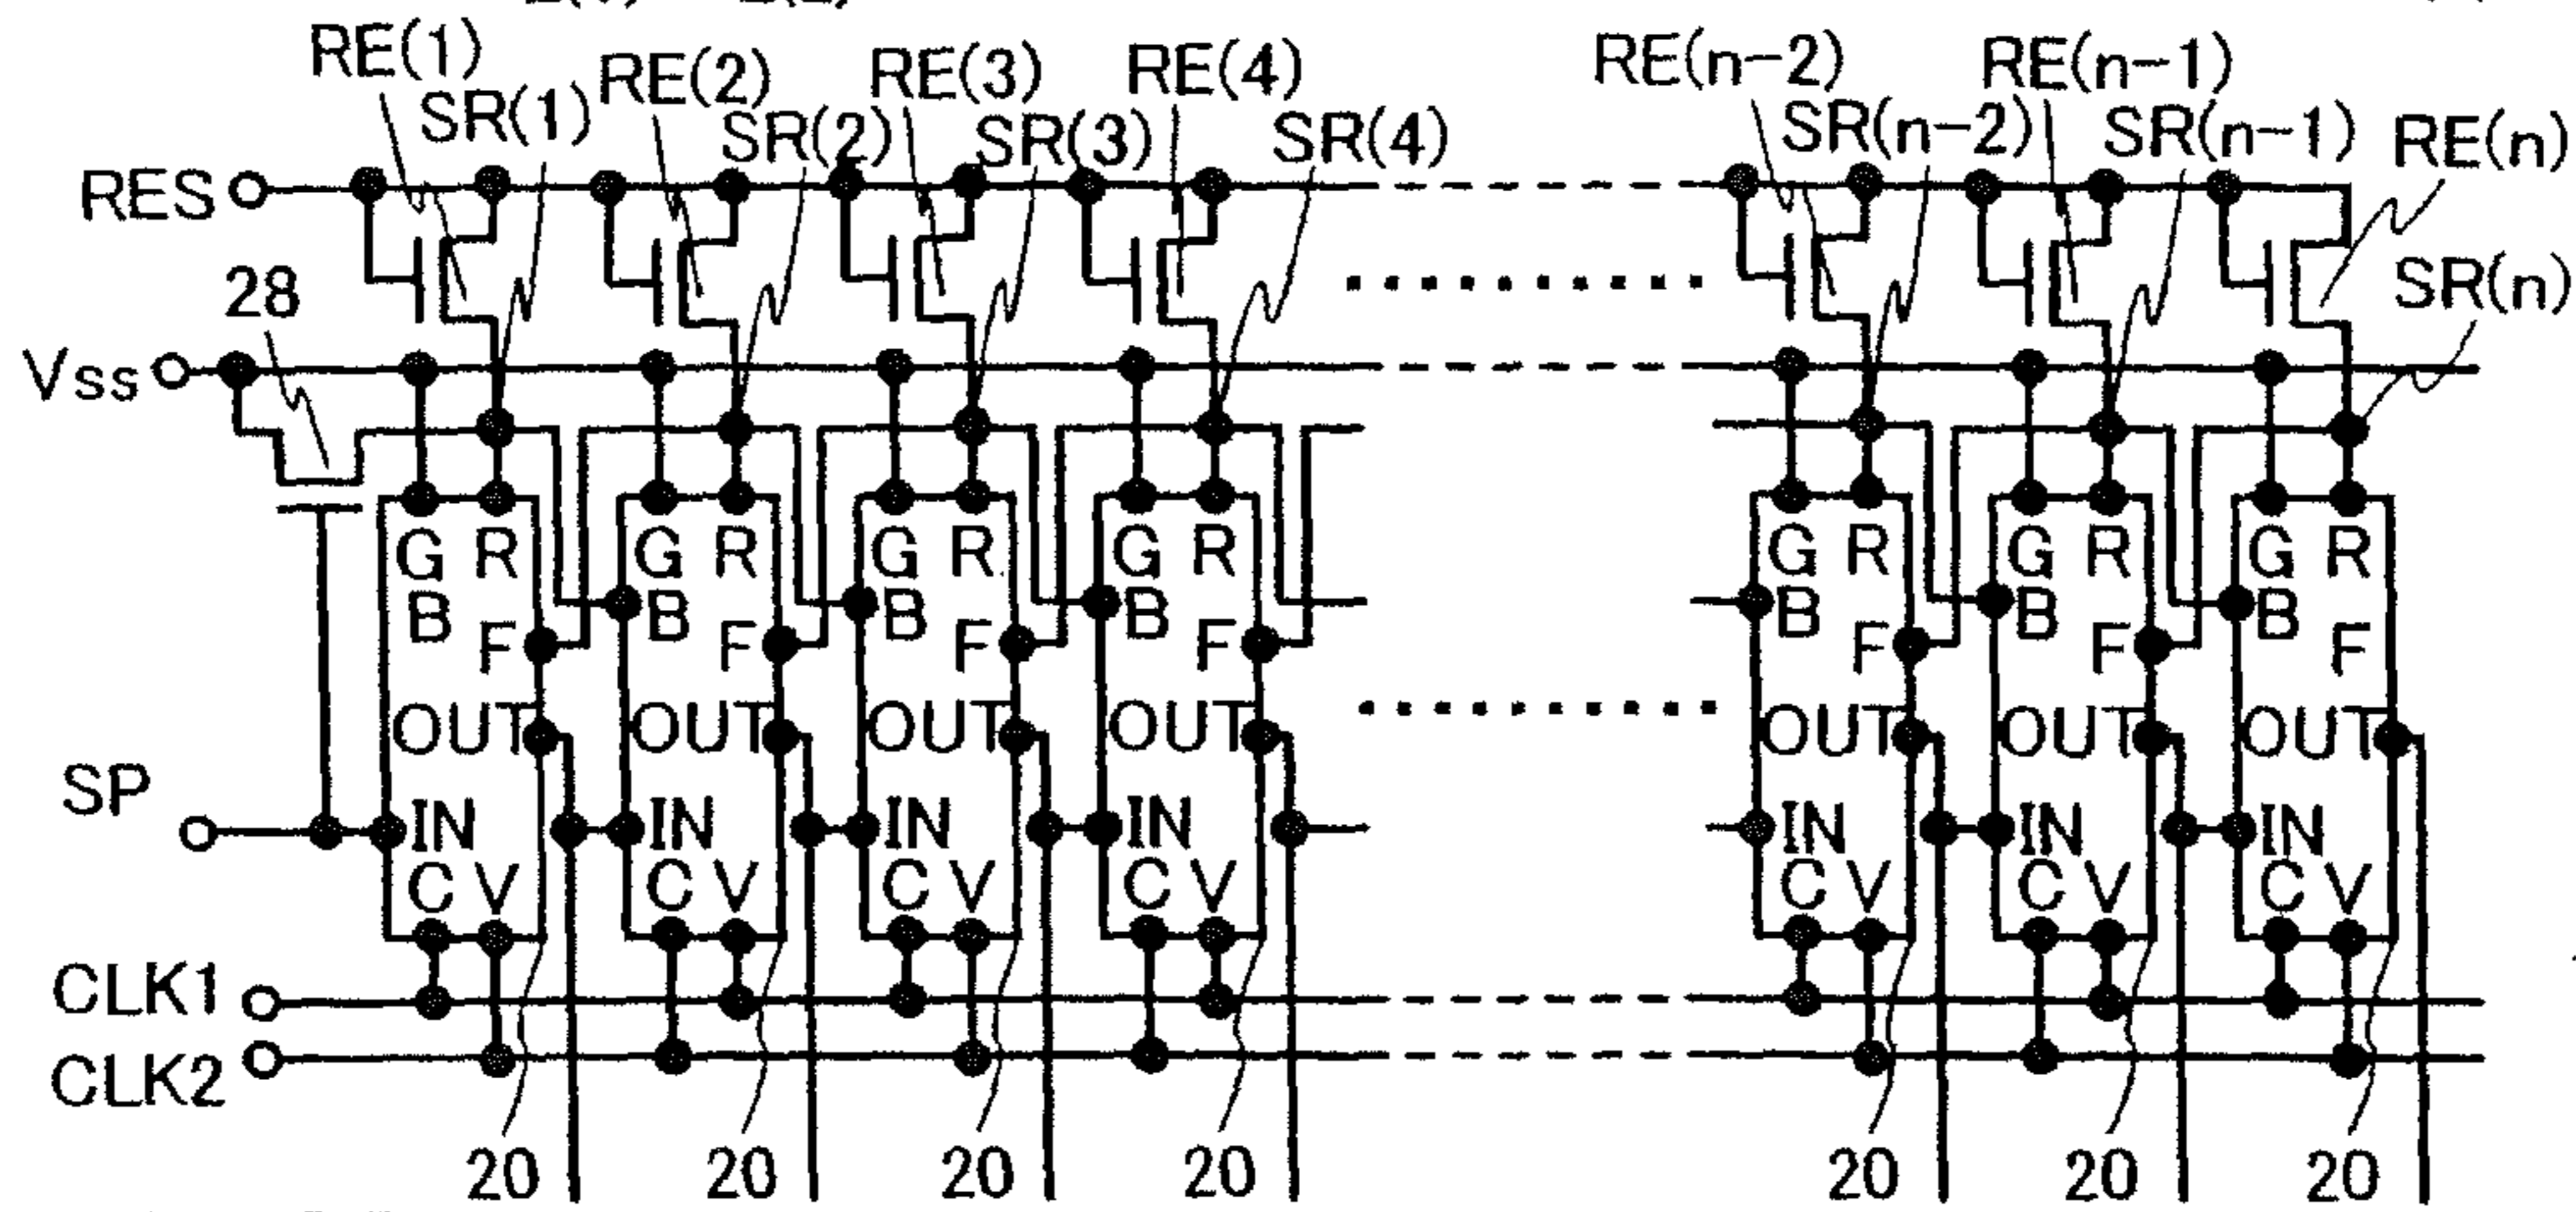 RE(1) RE(2) RE(3) RE(4) RE(n-2) RE(n-1)
SR(1) SR(2) SR(3) SR(4) SR(n-2) SR(n-1) RE(n)
RES
28 SR(n)
Vss
G R G R G R G R G R G R G R
B B B B B B B
F F F F F F F
OUT OUT OUT OUT OUT OUT OUT
SP
IN IN IN IN IN IN IN
C V C V C V C V C V C V C V
CLK1
CLK2
20 20 20 20 20 20 20